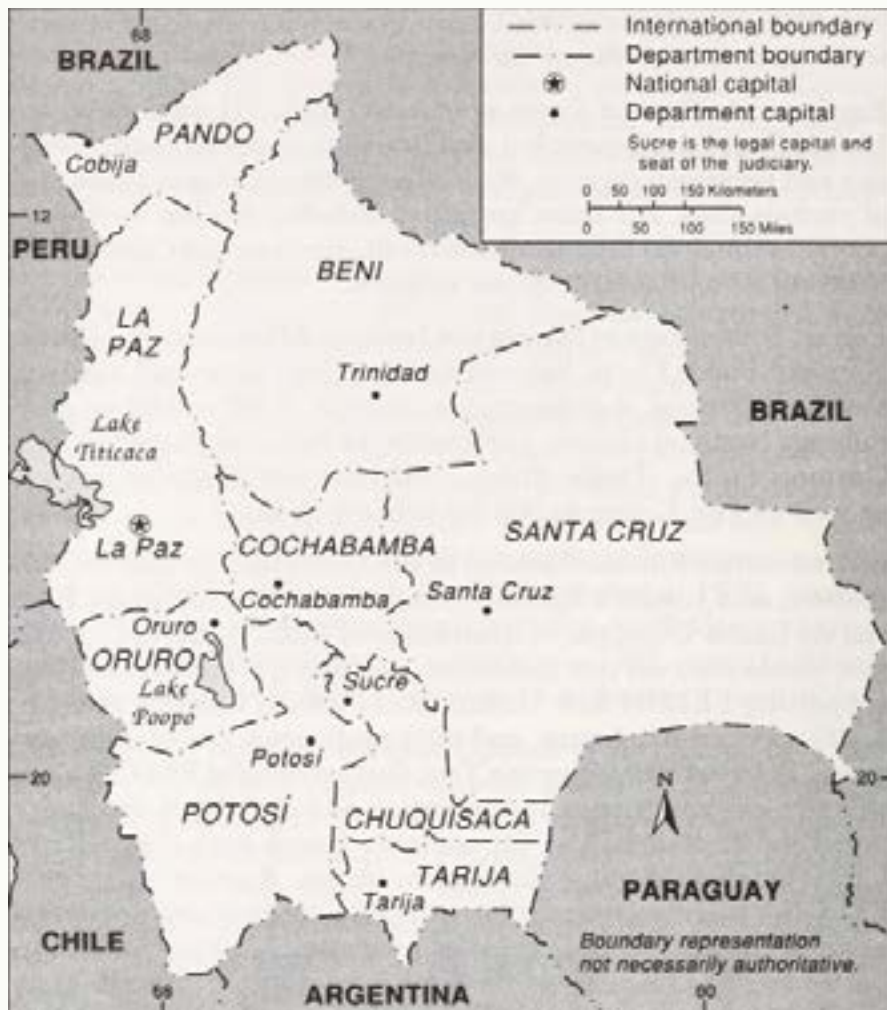 68
BRAZIL
International boundary
Department boundary
National capital
Department capital
Sucre is the legal capital and
seat of the judiciary.
0 50 100 150 Kilometers
0 50 100 150 Miles
PANDO
Cobija
12
PERU
BENI
LA
PAZ
Trinidad
Lake
Titicaca
BRAZIL
La Paz
COCHABAMBA
SANTA CRUZ
Cochabamba
Santa Cruz
Oruro
ORURO
Lake
Poopó
Sucre
Potosí
20
20
N
POTOSÍ
CHUQUISACA
TARIJA
Tarija
PARAGUAY
CHILE
Boundary representation
not necessarily authoritative.
ARGENTINA
60